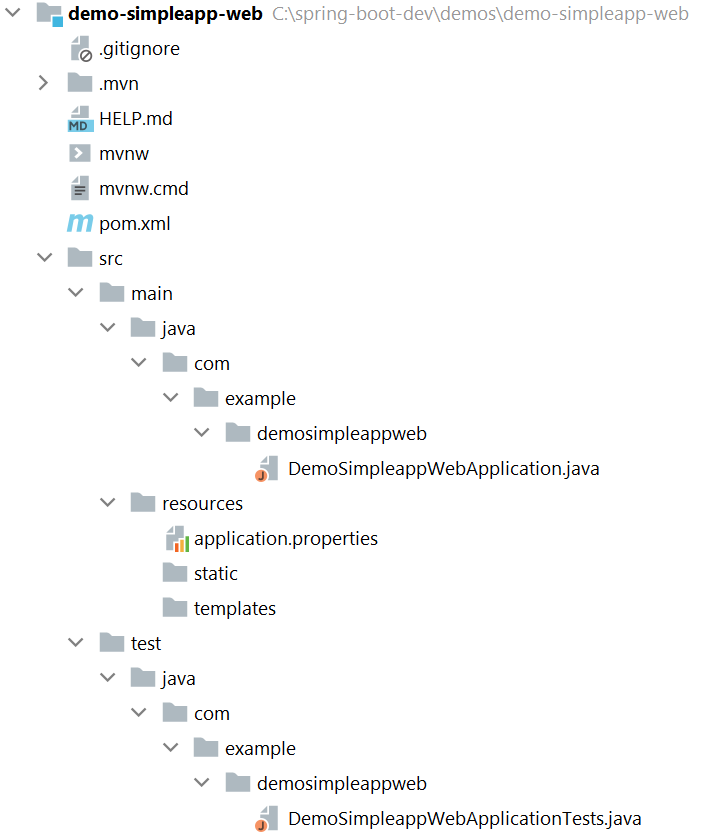 demo-simpleapp-web C:\spring-boot-dev\demos\demo-simpleapp-web
.gitignore
.mvn
MD HELP.md
mvnw
mvnw.cmd
m pom.xml
src
main
java
com
example
demosimpleappweb
J DemoSimpleappWebApplication.java
resources
application.properties
static
templates
test
java
com
example
demosimpleappweb
J DemoSimpleappWebApplicationTests.java